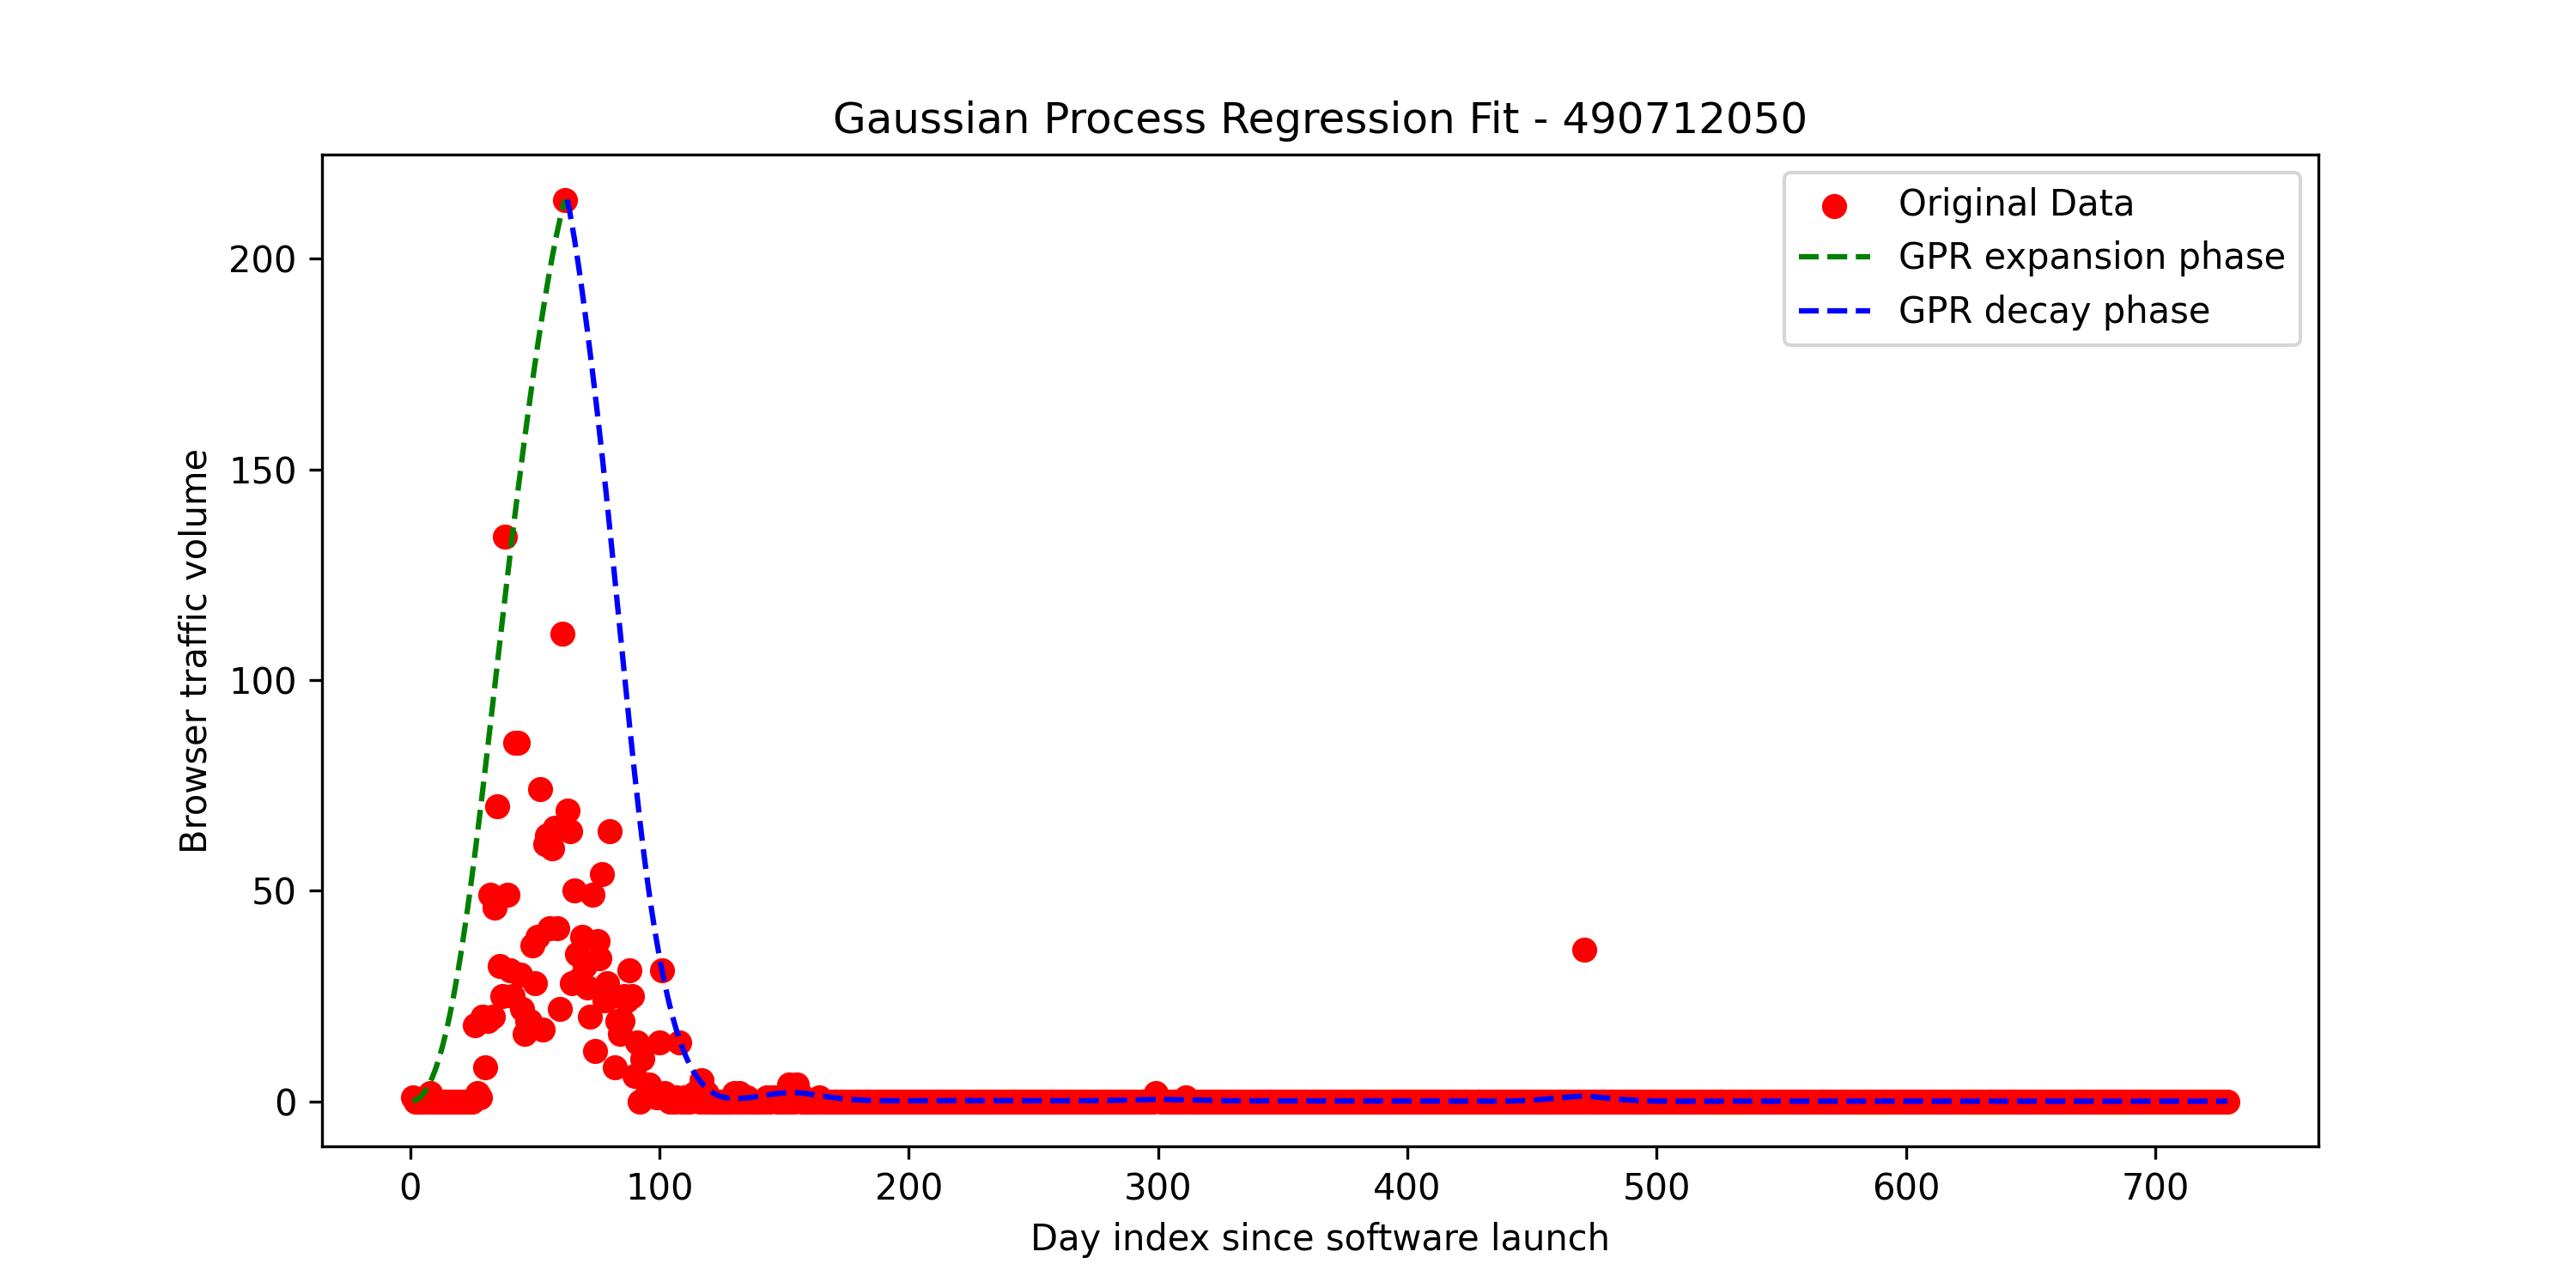 Gaussian Process Regression Fit - 490712050
Original Data
GPR expansion phase
GPR decay phase
Browser traffic volume
200
150
100
50
0
0 100 200 300 400 500 600 700
Day index since software launch